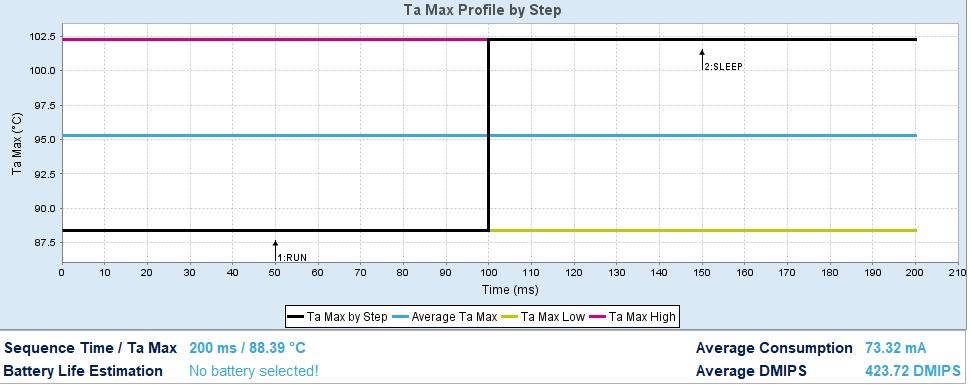 Ta Max Profile by Step
Ta Max (°C)
102.5
100.0
97.5
95.0
92.5
90.0
87.5
2:SLEEP
1:RUN
0 10 20 30 40 50 60 70 80 90 100 110 120 130 140 150 160 170 180 190 200 210
Time (ms)
Ta Max by Step Average Ta Max Ta Max Low Ta Max High
Sequence Time / Ta Max 200 ms / 88.39 °C Average Consumption 73.32 mA
Battery Life Estimation No battery selected! Average DMIPS 423.72 DMIPS